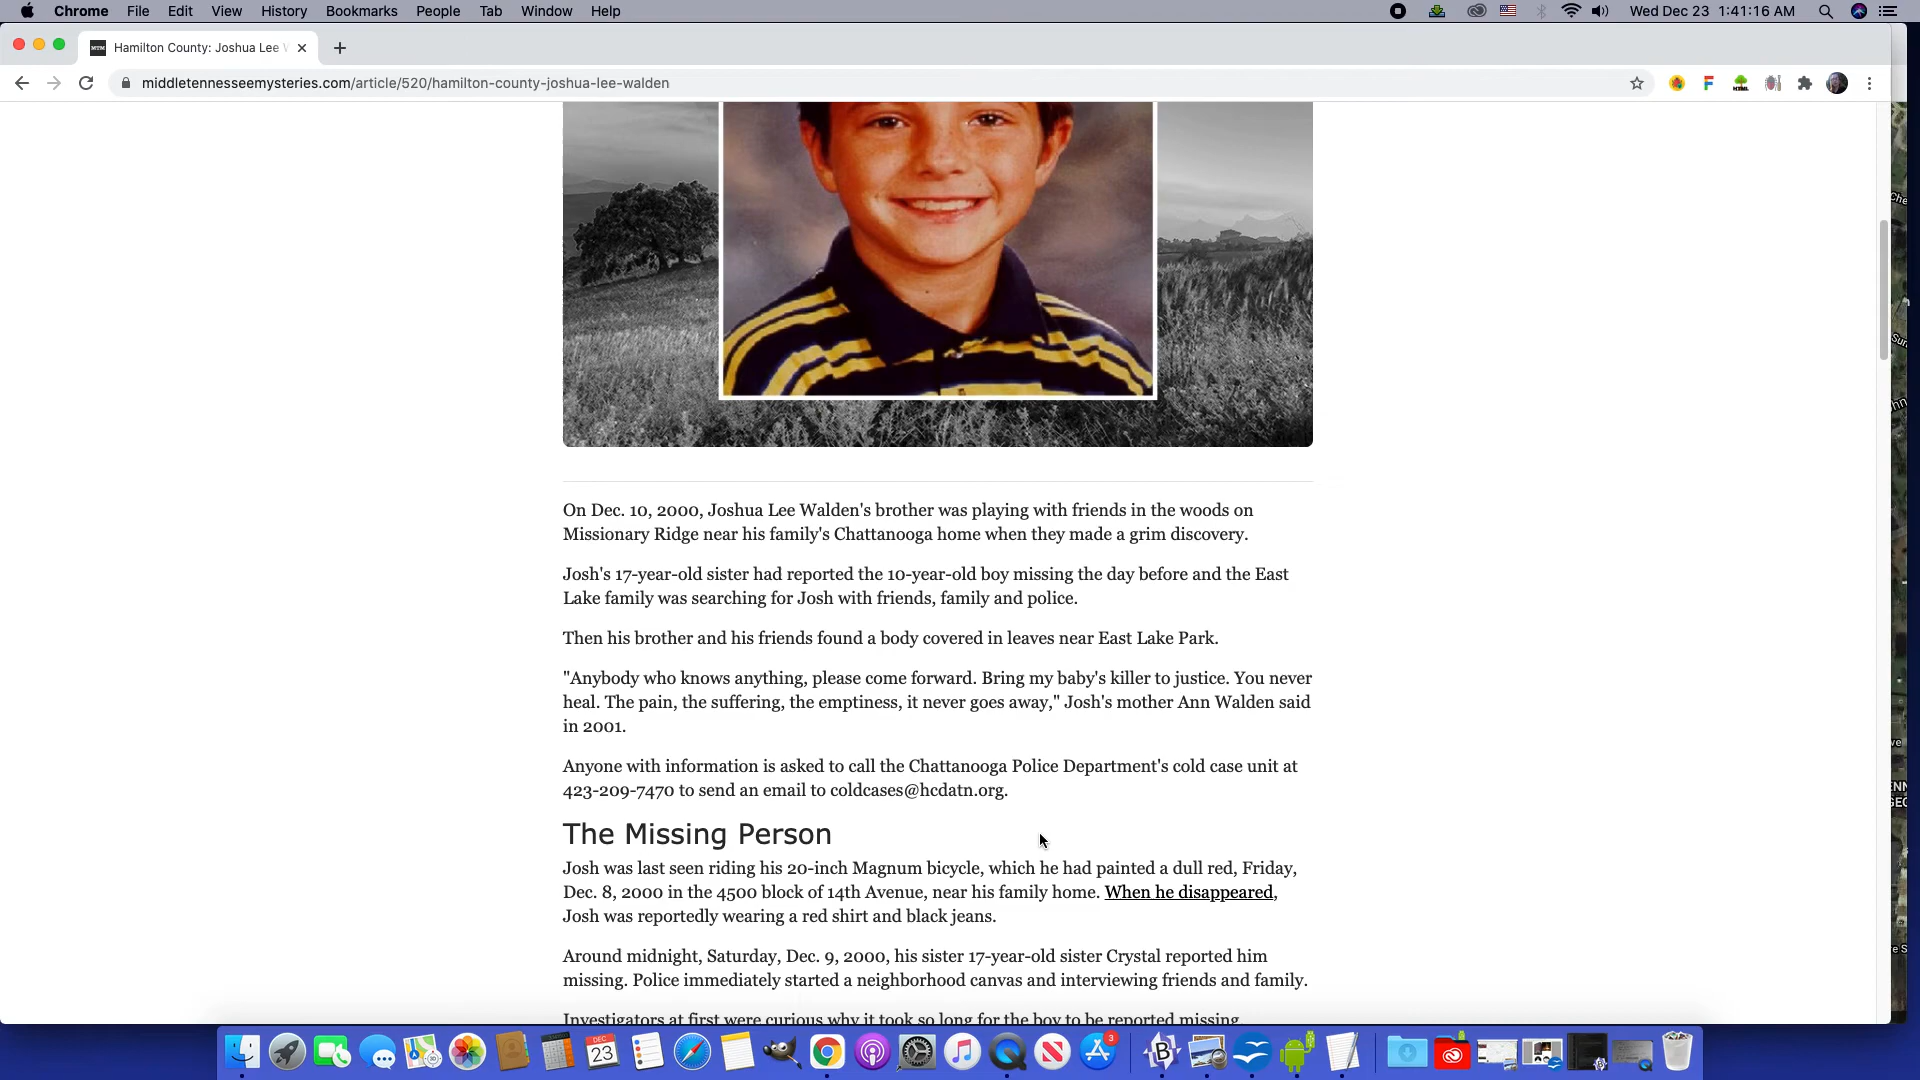 Chrome File Edit View History Bookmarks People Tab Window Help Wed Dec 23 1:41:16 AM
MTM Hamilton County: Joshua Lee
middletennesseemysteries.com/article/520/hamilton-county-joshua-lee-walden
On Dec. 10, 2000, Joshua Lee Walden's brother was playing with friends in the woods on
Missionary Ridge near his family's Chattanooga home when they made a grim discovery.
Josh's 17-year-old sister had reported the 10-year-old boy missing the day before and the East
Lake family was searching for Josh with friends, family and police.
Then his brother and his friends found a body covered in leaves near East Lake Park.
"Anybody who knows anything, please come forward. Bring my baby's killer to justice. You never
heal. The pain, the suffering, the emptiness, it never goes away," Josh's mother Ann Walden said
in 2001.
Anyone with information is asked to call the Chattanooga Police Department's cold case unit at
423-209-7470 to send an email to coldcases@hcdatn.org.
The Missing Person
Josh was last seen riding his 20-inch Magnum bicycle, which he had painted a dull red, Friday,
Dec. 8, 2000 in the 4500 block of 14th Avenue, near his family home. When he disappeared,
Josh was reportedly wearing a red shirt and black jeans.
Around midnight, Saturday, Dec. 9, 2000, his sister 17-year-old sister Crystal reported him
missing. Police immediately started a neighborhood canvas and interviewing friends and family.
Investigators at first were curious why it took so long for the boy to be reported missing.
DEC
23
3